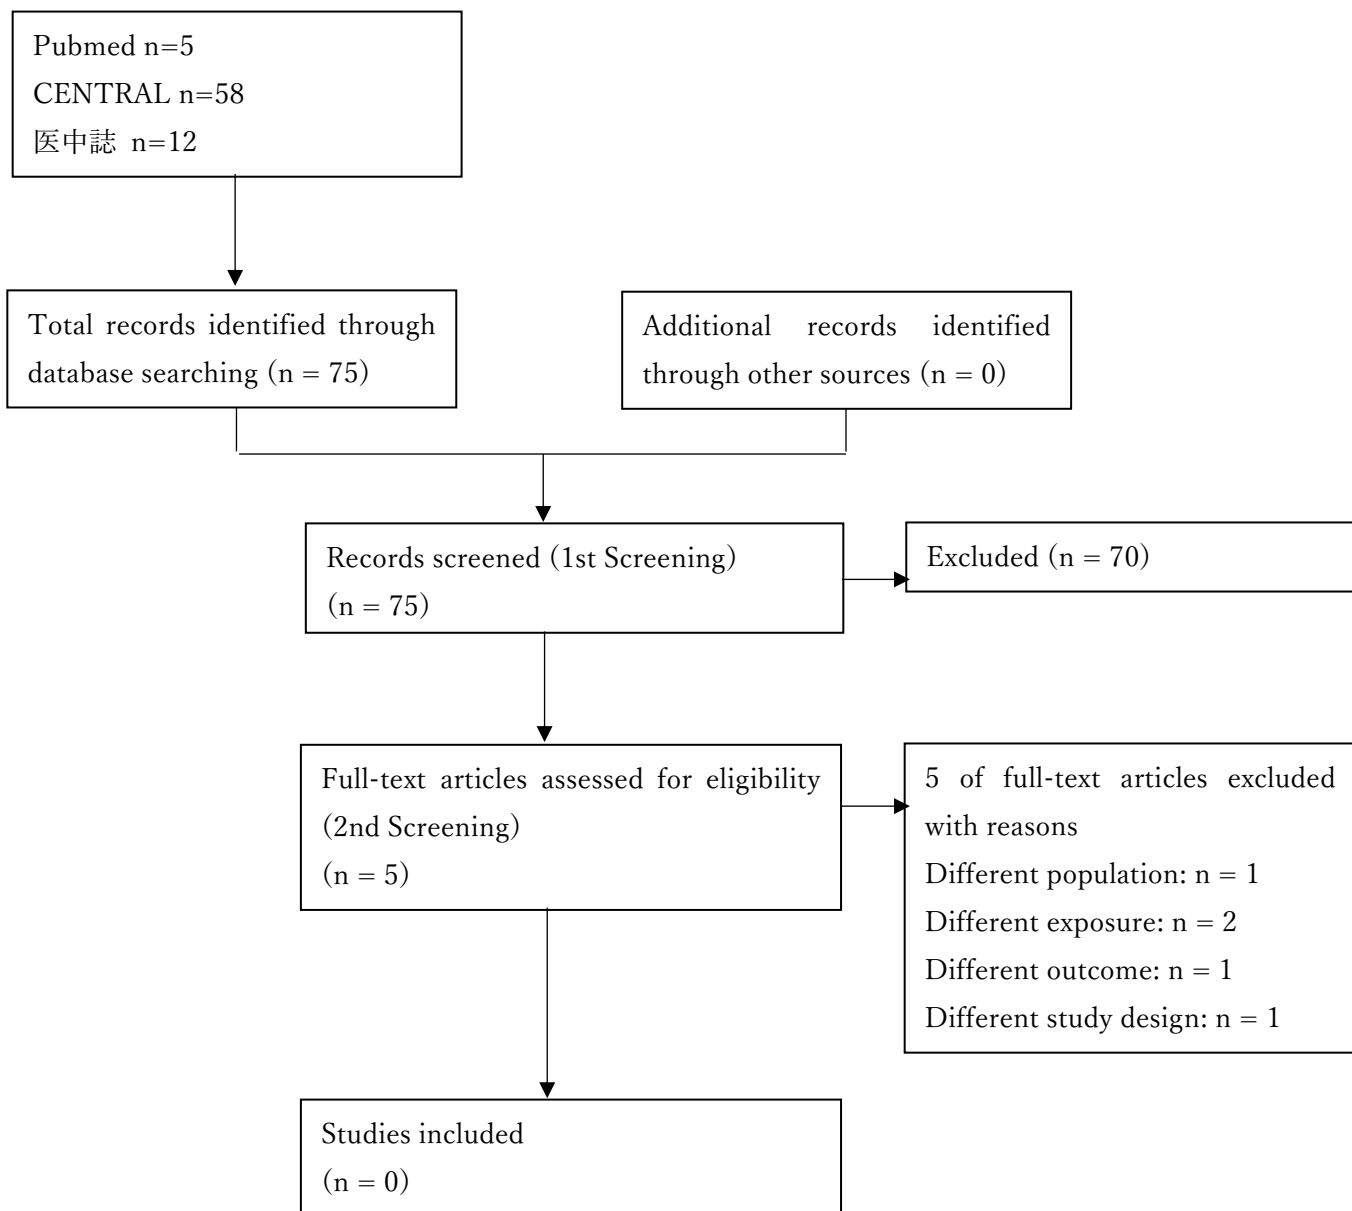 Pubmed n=5
CENTRAL n=58
医中誌 n=12
Total records identified through
database searching (n = 75)
Additional records identified
through other sources (n = 0)
Records screened (1st Screening)
(n = 75)
Excluded (n = 70)
Full-text articles assessed for eligibility
(2nd Screening)
(n = 5)
5 of full-text articles excluded
with reasons
Different population: n = 1
Different exposure: n = 2
Different outcome: n = 1
Different study design: n = 1
Studies included
(n = 0)